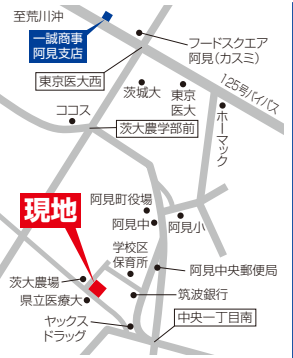 至荒川沖
一誠商事
阿見支店
フードスクエア
阿見(カスミ)
東京医大西
茨城大
東京
医大
125号バイパス
ココス
茨大農学部前
ホーマック
阿見町役場
現地
阿見中
阿見小
学校区
保育所
阿見中央郵便局
茨大農場
県立医療大
筑波銀行
ヤックス
ドラッグ
中央一丁目南